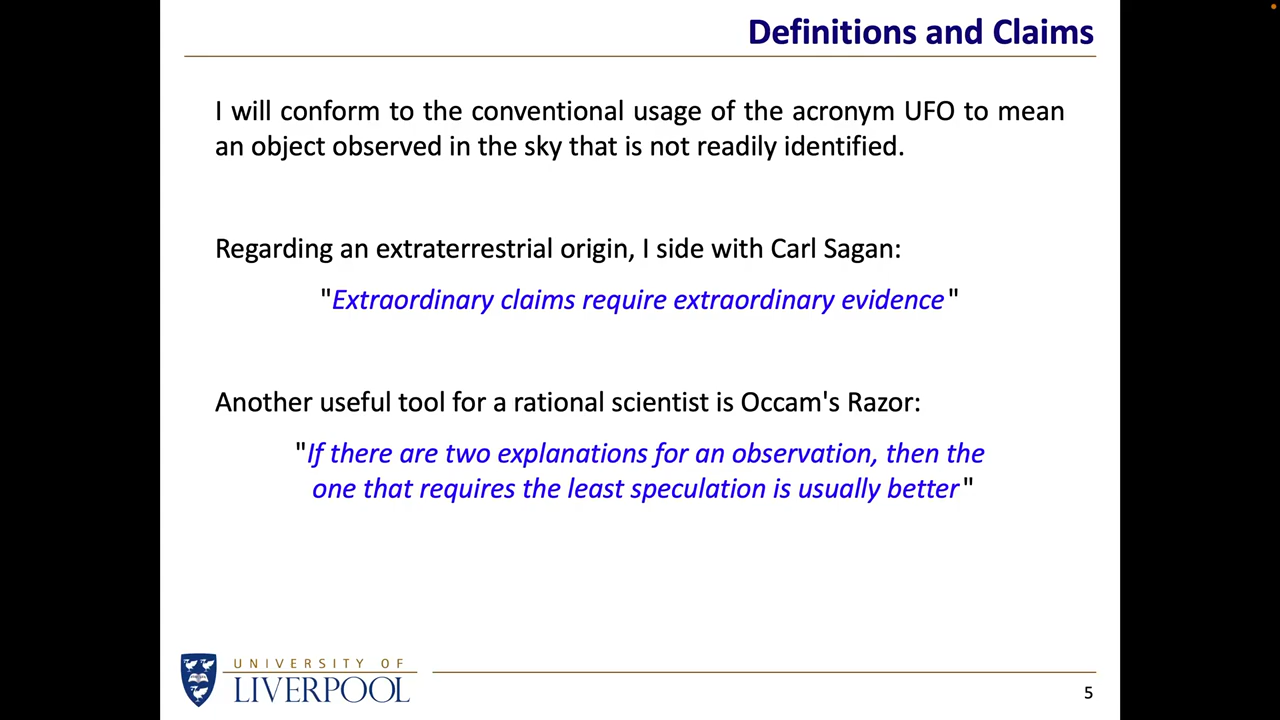 Definitions and Claims
I will conform to the conventional usage of the acronym UFO to mean
an object observed in the sky that is not readily identified.
Regarding an extraterrestrial origin, I side with Carl Sagan:
"Extraordinary claims require extraordinary evidence"
Another useful tool for a rational scientist is Occam's Razor:
"If there are two explanations for an observation, then the
one that requires the least speculation is usually better"
UNIVERSITY OF
LIVERPOOL
5